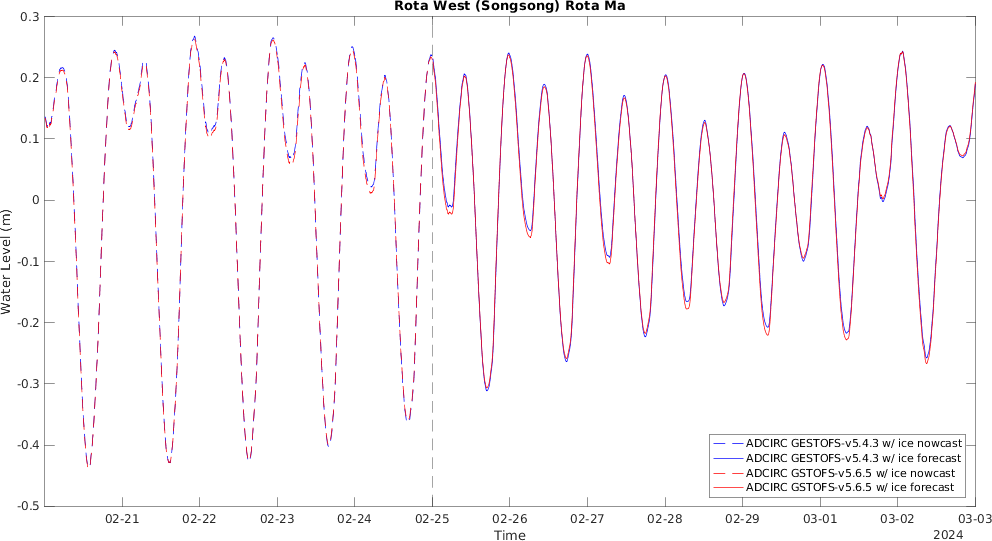 Rota West (Songsong) Rota Ma
0.3
0.2
0.1
0
-0.1
-0.2
-0.3
-0.4
-0.5
Water Level (m)
ADCIRC GESTOFS-v5.4.3 w/ ice nowcast
ADCIRC GESTOFS-v5.4.3 w/ ice forecast
ADCIRC GSTOFS-v5.6.5 w/ ice nowcast
ADCIRC GSTOFS-v5.6.5 w/ ice forecast
02-21 02-22 02-23 02-24 02-25 02-26 02-27 02-28 02-29 03-01 03-02 03-03
Time
2024